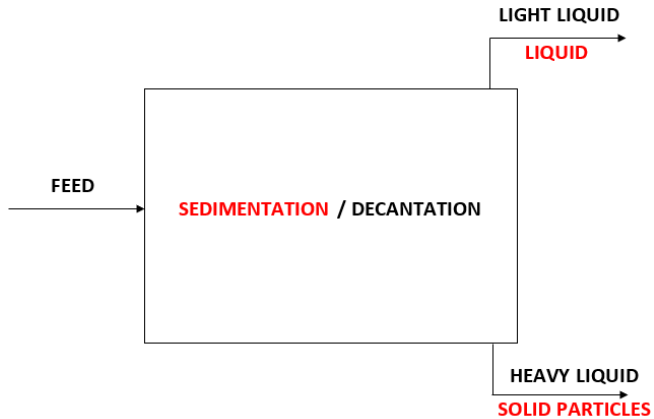 LIGHT LIQUID
LIQUID
FEED
SEDIMENTATION / DECANTATION
HEAVY LIQUID
SOLID PARTICLES